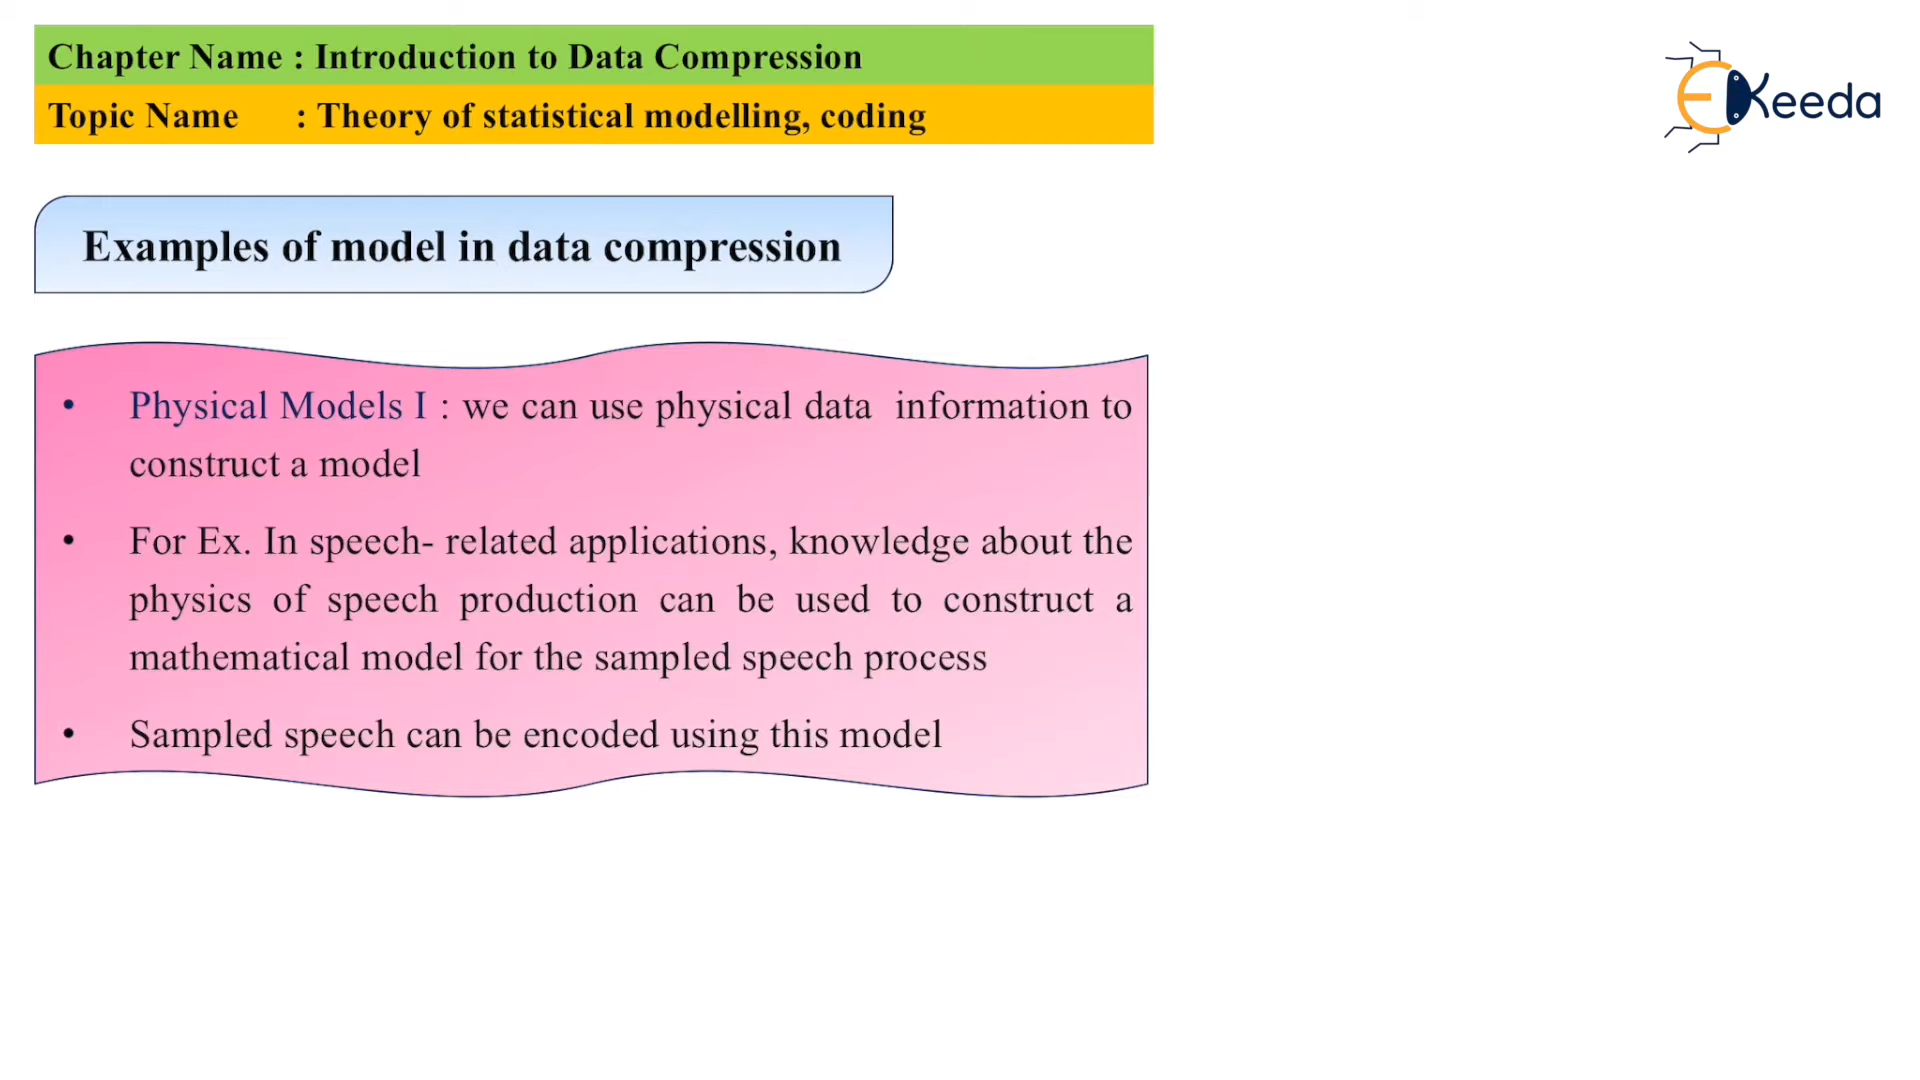 Chapter Name : Introduction to Data Compression
Topic Name : Theory of statistical modelling, coding
EKeeda
Examples of model in data compression
• Physical Models I : we can use physical data information to
construct a model
• For Ex. In speech- related applications, knowledge about the
physics of speech production can be used to construct a
mathematical model for the sampled speech process
• Sampled speech can be encoded using this model